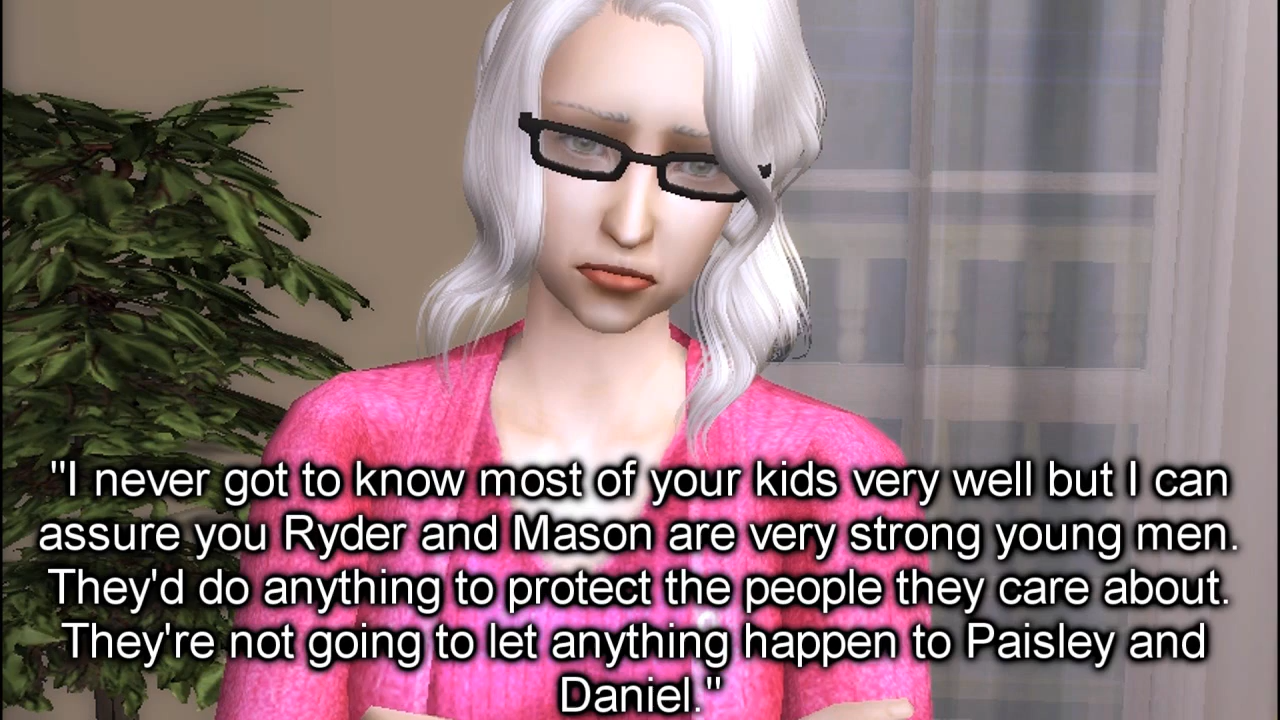 "I never got to know most of your kids very well but I can
assure you Ryder and Mason are very strong young men.
They'd do anything to protect the people they care about.
They're not going to let anything happen to Paisley and
Daniel."